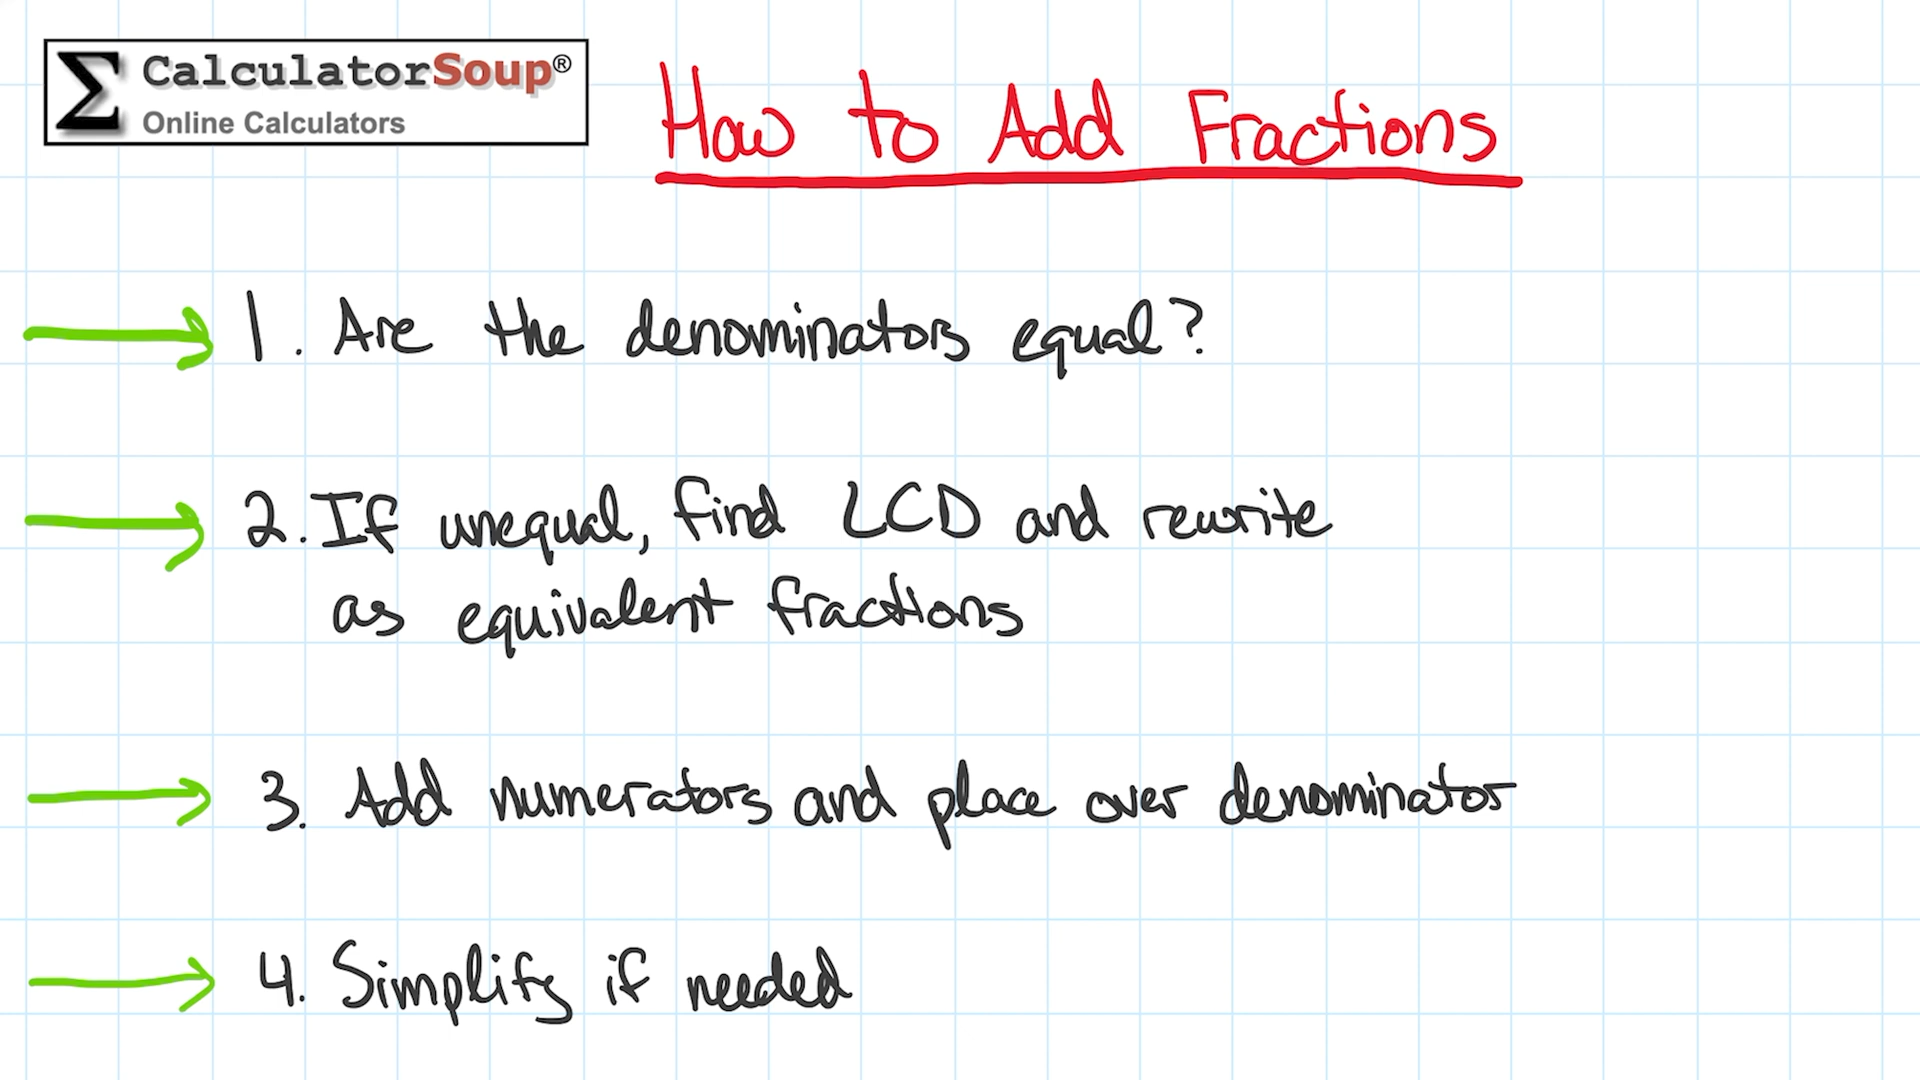 Σ CalculatorSoup®
Online Calculators
How to Add Fractions
1. Are the denominators equal?
2. If unequal, find LCD and rewrite
as equivalent fractions
3. Add numerators and place over denominator
4. Simplify if needed